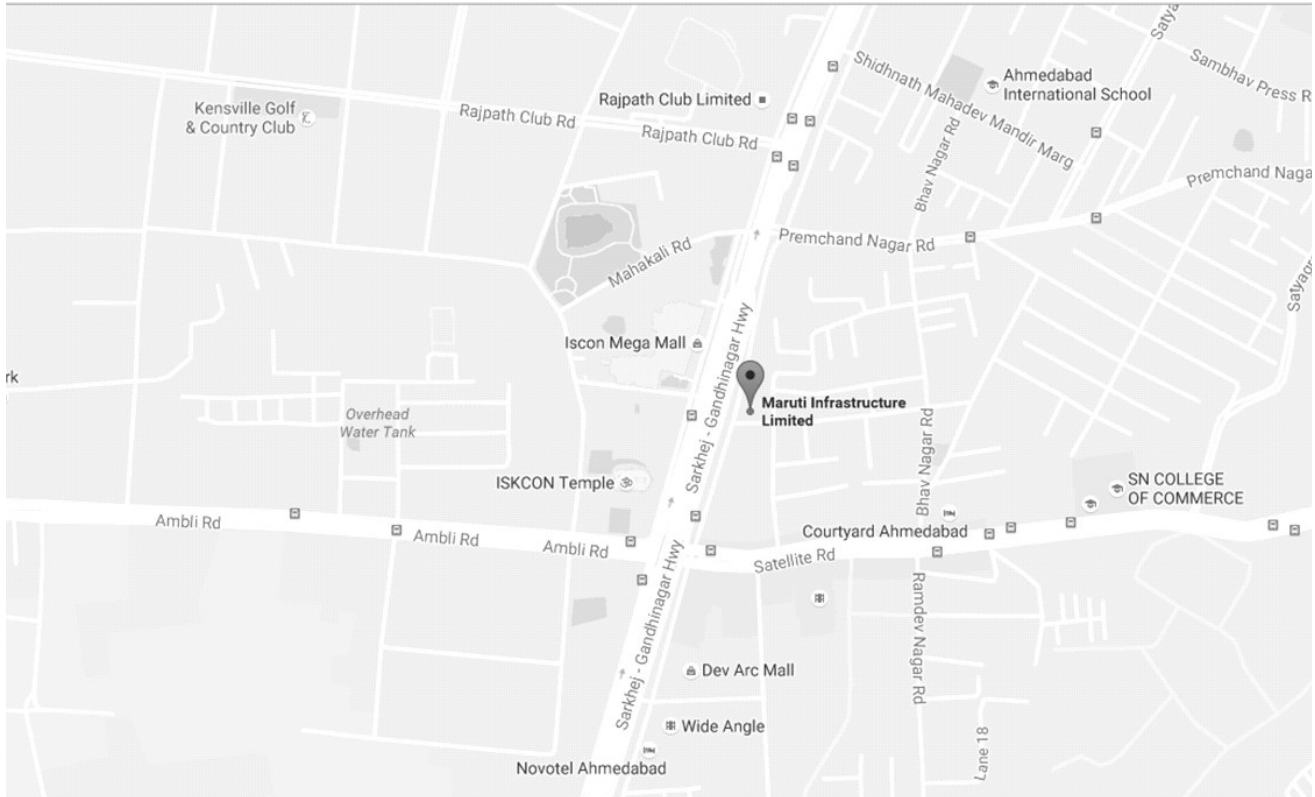 Satya
Sambhav Press R
Shidhnath Mahadev Mandir Marg
Ahmedabad
International School
Rajpath Club Limited
Kensville Golf
& Country Club
Rajpath Club Rd
Rajpath Club Rd
Bhav Nagar Rd
Premchand Naga
Premchand Nagar Rd
Mahakali Rd
Satyag
Sarkhej - Gandhinagar Hwy
Iscon Mega Mall
rk
Maruti Infrastructure
Limited
Overhead
Water Tank
Bhav Nagar Rd
ISKCON Temple
SN COLLEGE
OF COMMERCE
Ambli Rd
Ambli Rd
Ambli Rd
Courtyard Ahmedabad
Satellite Rd
Sarkhej - Gandhinagar Hwy
Ramdev Nagar Rd
Dev Arc Mall
Wide Angle
Novotel Ahmedabad
Lane 18